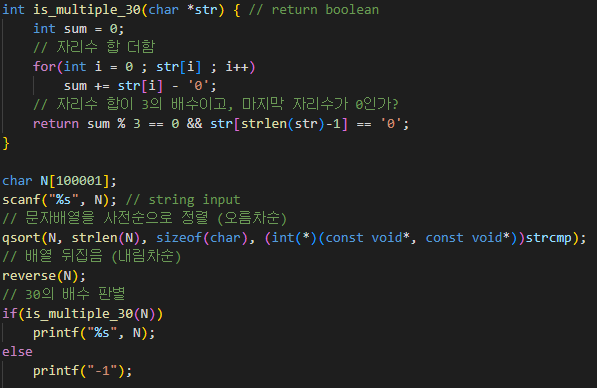 int is_multiple_30(char *str) { // return boolean
    int sum = 0;
    // 자리수 합 더함
    for(int i = 0 ; str[i] ; i++)
        sum += str[i] - '0';
    // 자리수 합이 3의 배수이고, 마지막 자리수가 0인가?
    return sum % 3 == 0 && str[strlen(str)-1] == '0';
}

char N[100001];
scanf("%s", N); // string input
// 문자배열을 사전순으로 정렬 (오름차순)
qsort(N, strlen(N), sizeof(char), (int(*)(const void*, const void*))strcmp);
// 배열 뒤집음 (내림차순)
reverse(N);
// 30의 배수 판별
if(is_multiple_30(N))
    printf("%s", N);
else
    printf("-1");